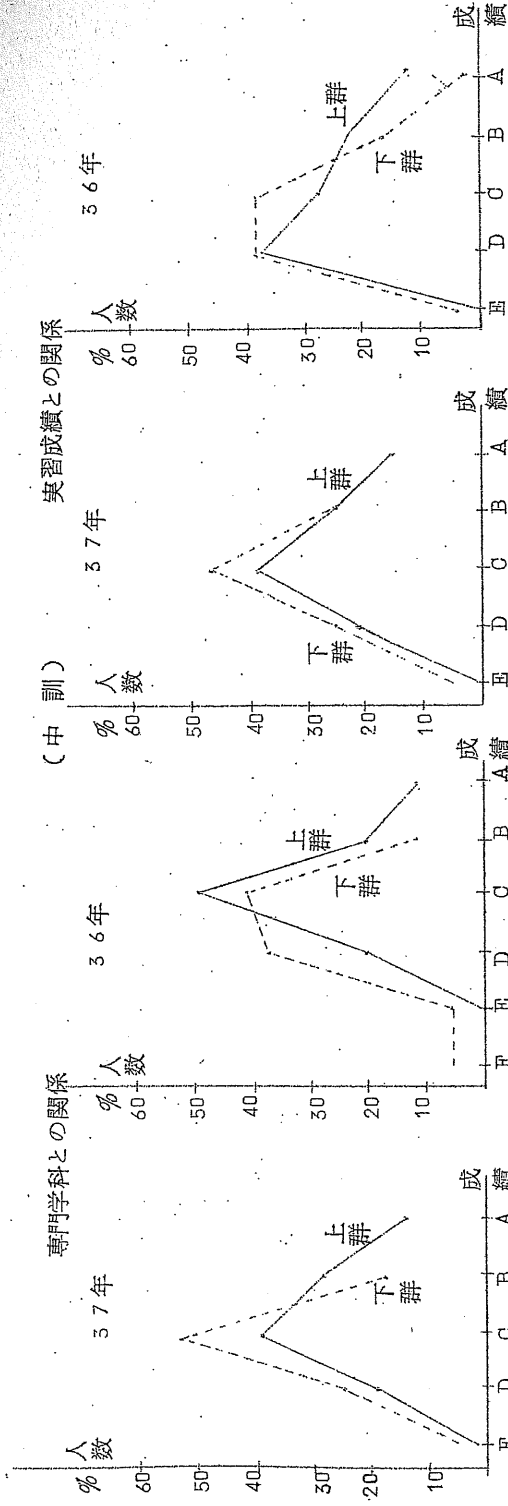 (中 訓)
専門学科との関係
実習成績との関係
37年
% 人数
60
50
40
30
20
10
上群
下群
E D C B A
成績
36年
% 人数
60
50
40
30
20
10
上群
下群
F E D C B A
成績
37年
% 人数
60
50
40
30
20
10
上群
下群
E D C B A
成績
36年
% 人数
60
50
40
30
20
10
上群
下群
E D C B A
成績